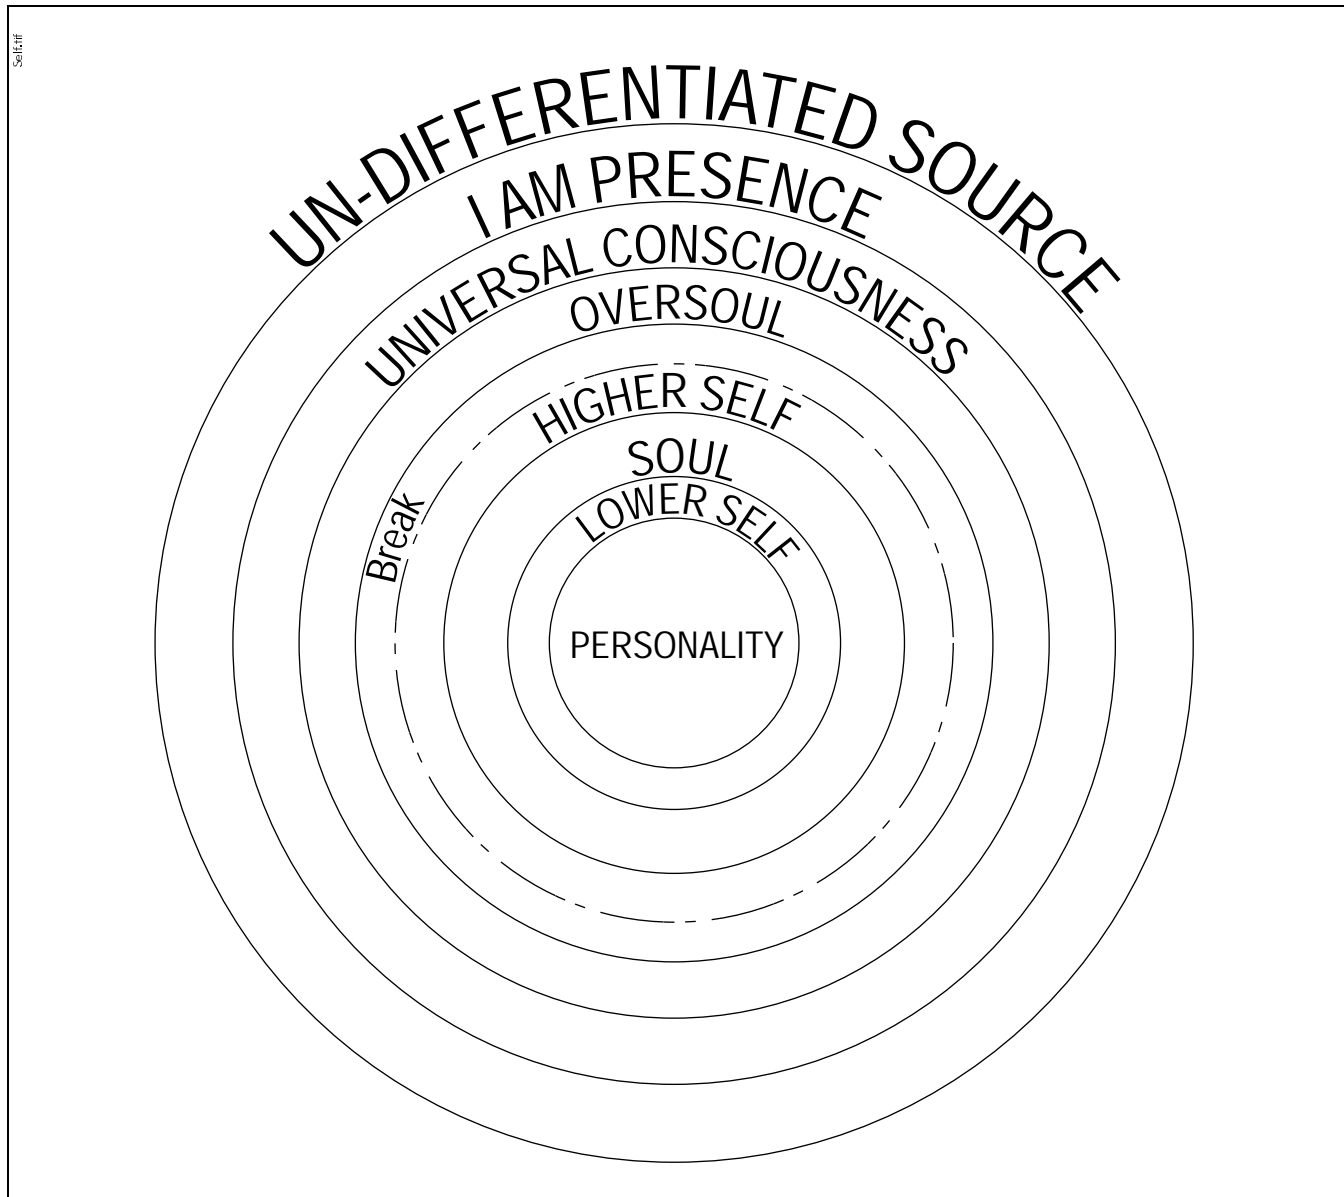 Self.tif
UN-DIFFERENTIATED SOURCE
I AM PRESENCE
UNIVERSAL CONSCIOUSNESS
OVERSOUL
HIGHER SELF
SOUL
LOWER SELF
Break
PERSONALITY